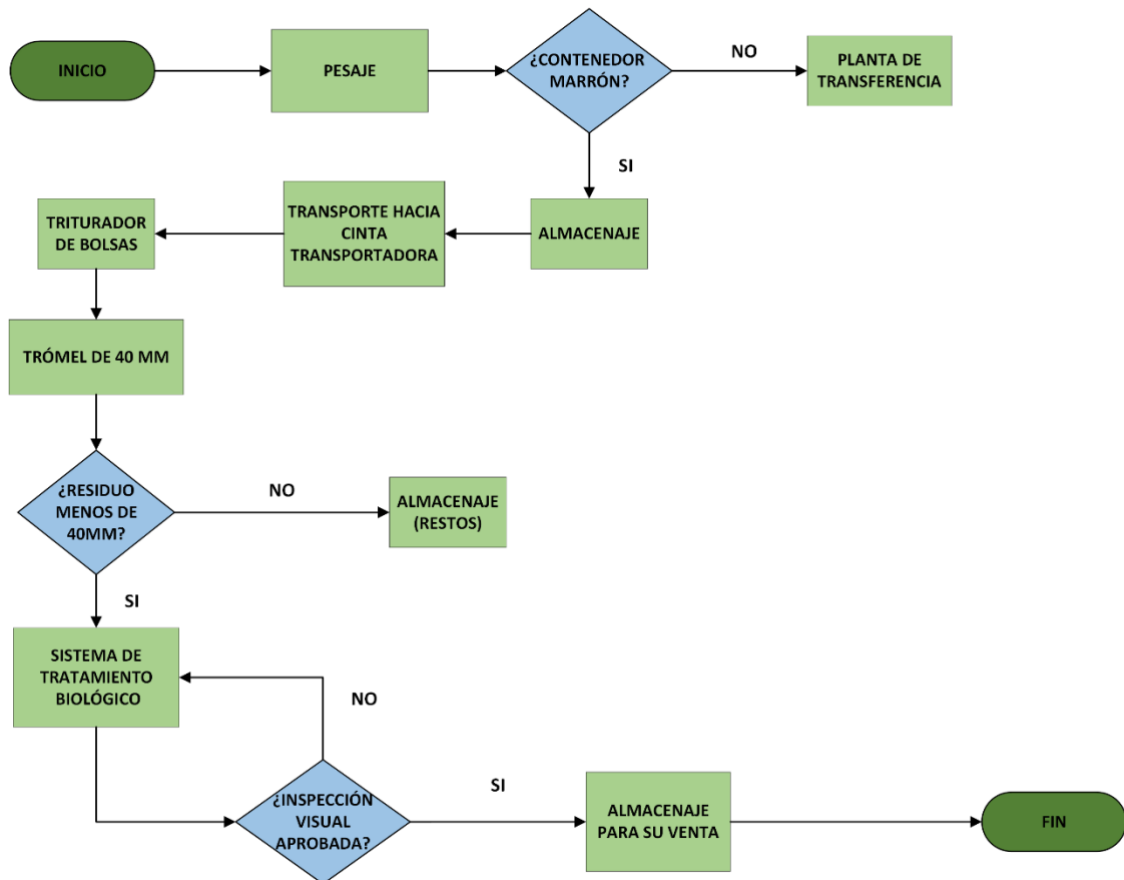 INICIO
PESAJE
¿CONTENEDOR
MARRÓN?
NO
PLANTA DE
TRANSFERENCIA
SI
TRITURADOR
DE BOLSAS
TRANSPORTE HACIA
CINTA
TRANSPORTADORA
ALMACENAJE
TRÓMEL DE 40 MM
¿RESIDUO
MENOS DE
40MM?
NO
ALMACENAJE
(RESTOS)
SI
SISTEMA DE
TRATAMIENTO
BIOLÓGICO
NO
¿INSPECCIÓN
VISUAL
APROBADA?
SI
ALMACENAJE
PARA SU VENTA
FIN